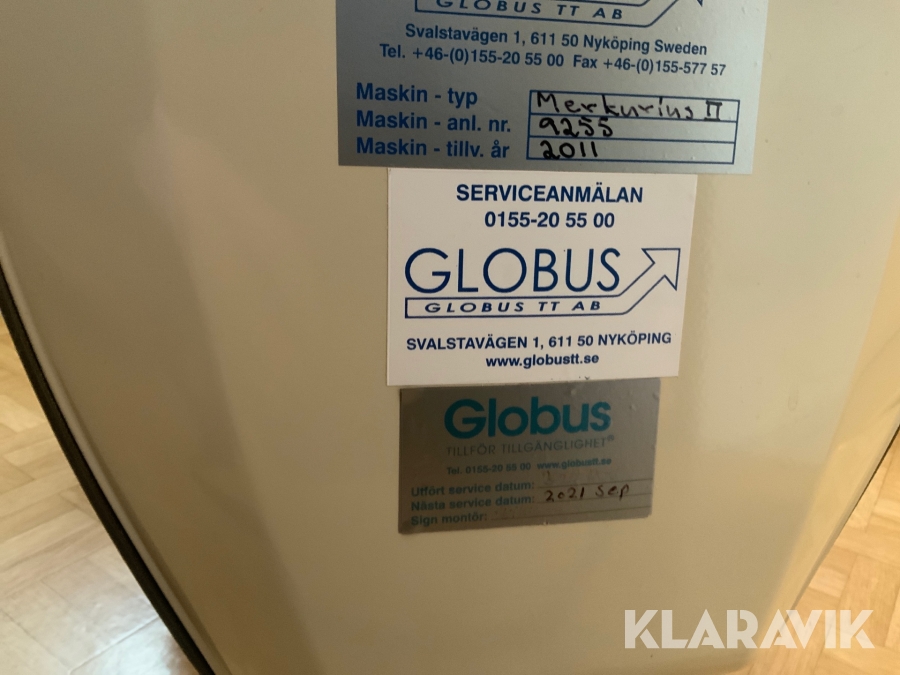 GLOBUS TT AB
Svalstavägen 1, 611 50 Nyköping Sweden
Tel. +46-(0)155-20 55 00 Fax +46-(0)155-577 57
Maskin - typ Merkurius II
Maskin - anl. nr. 9255
Maskin - tillv. år 2011
SERVICEANMÄLAN
0155-20 55 00
GLOBUS
GLOBUS TT AB
SVALSTAVÄGEN 1, 611 50 NYKÖPING
www.globustt.se
Globus
TILLFÖR TILLGÄNGLIGHET®
Tel. 0155-20 55 00 www.globustt.se
Utfört service datum:
Nästa service datum: 2021 Sep
Sign montör:
KLARAVIK